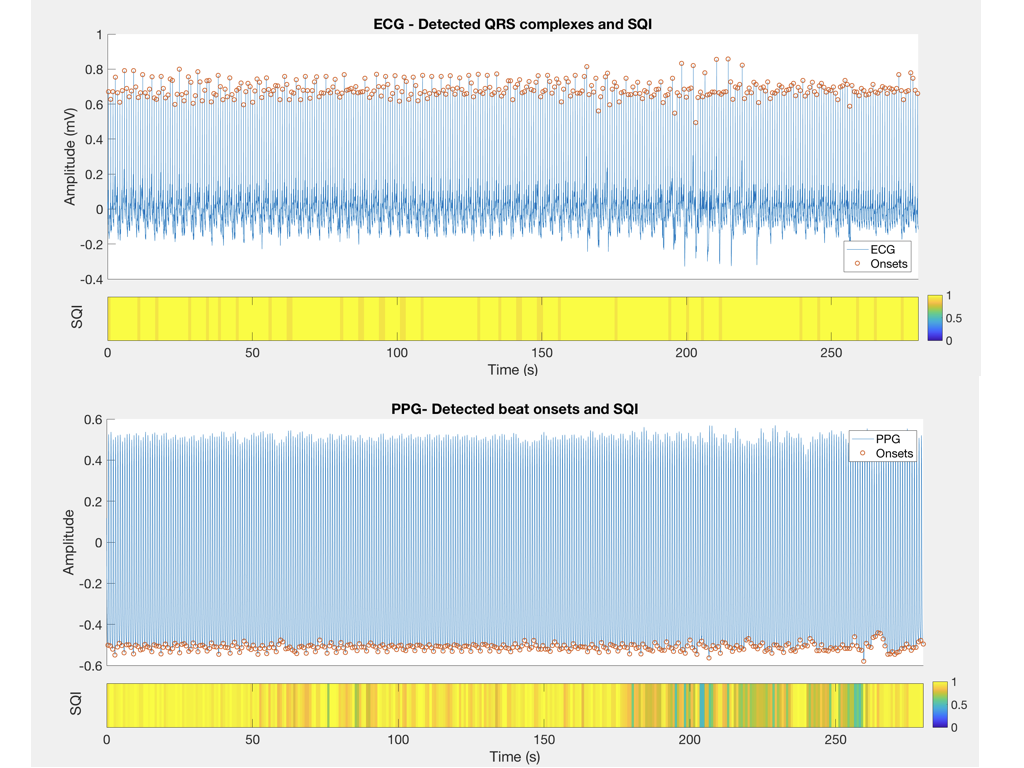 ECG - Detected QRS complexes and SQI
1
0.8
0.6
0.4
0.2
0
-0.2
-0.4
Amplitude (mV)
ECG
Onsets
SQI
1
0.5
0
0 50 100 150 200 250
Time (s)
PPG- Detected beat onsets and SQI
0.6
0.4
0.2
0
-0.2
-0.4
-0.6
Amplitude
PPG
Onsets
SQI
1
0.5
0
0 50 100 150 200 250
Time (s)